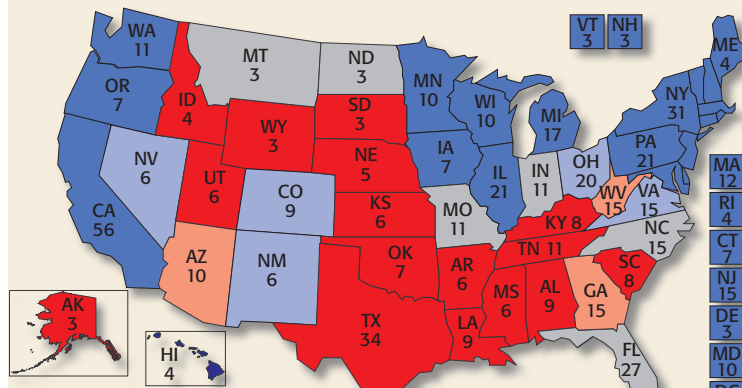 VT
3
NH
3
WA
11
MT
3
ND
3
MN
10
ME
4
OR
7
ID
4
SD
3
WI
10
MI
17
NY
31
WY
3
NE
5
IA
7
PA
21
NV
6
UT
6
CO
9
IL
21
IN
11
OH
20
WV
15
VA
15
MA
12
CA
56
KS
6
MO
11
KY 8
NC
15
RI
4
AZ
10
NM
6
OK
7
AR
6
TN 11
SC
8
CT
7
TX
34
LA
9
MS
6
AL
9
GA
15
NJ
15
AK
3
HI
4
FL
27
DE
3
MD
10